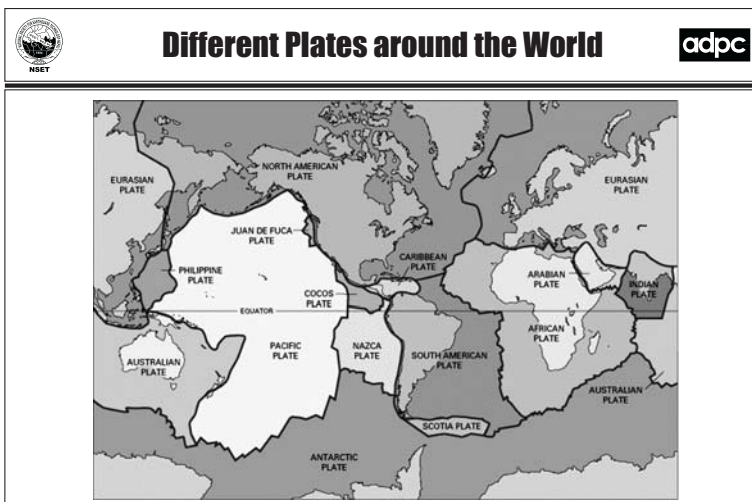 NSET
Different Plates around the World
adpc
NORTH AMERICAN
PLATE
EURASIAN
PLATE
EURASIAN
PLATE
JUAN DE FUCA
PLATE
CARIBBEAN
PLATE
PHILIPPINE
PLATE
ARABIAN
PLATE
INDIAN
PLATE
COCOS
PLATE
EQUATOR
AFRICAN
PLATE
AUSTRALIAN
PLATE
PACIFIC
PLATE
NAZCA
PLATE
SOUTH AMERICAN
PLATE
AUSTRALIAN
PLATE
SCOTIA PLATE
ANTARCTIC
PLATE